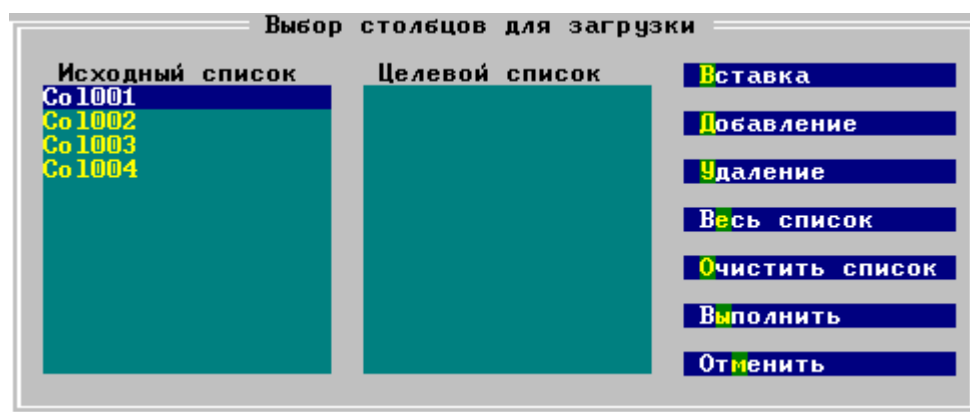 Выбор столбцов для загрузки
Исходный список
Col001
Col002
Col003
Col004
Целевой список
Вставка
Добавление
Удаление
Весь список
Очистить список
Выполнить
Отменить